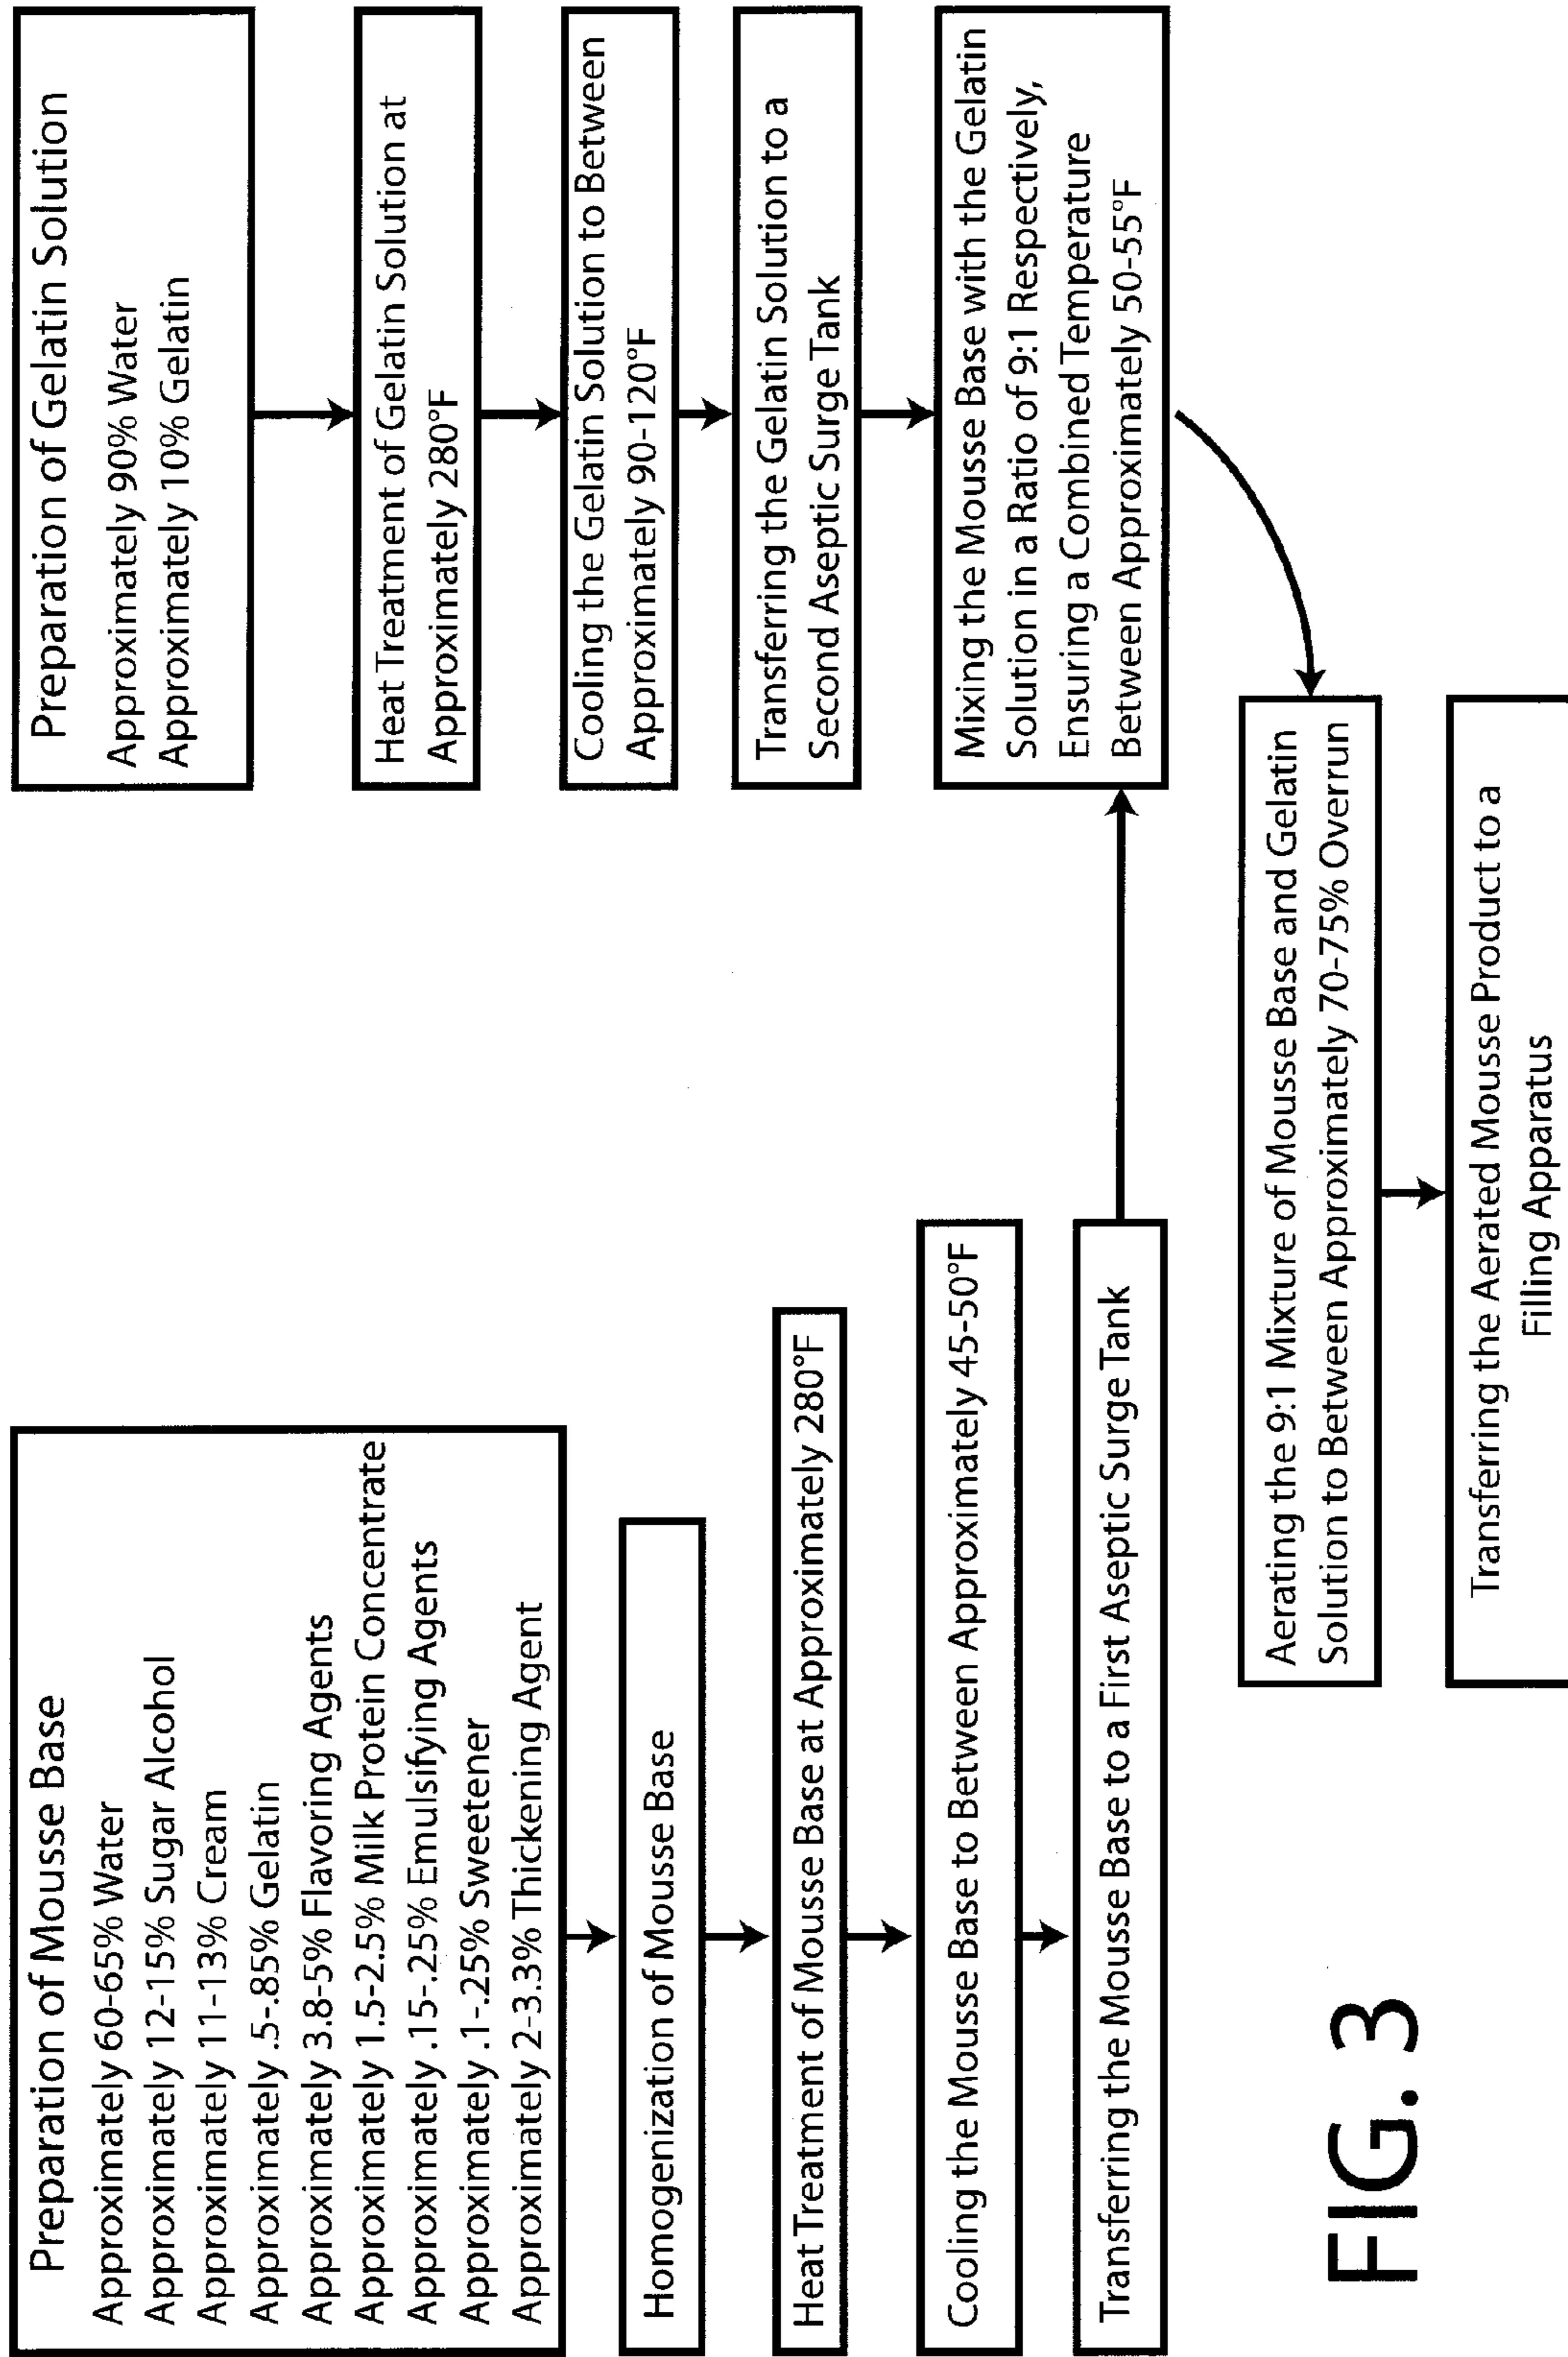 Preparation of Mousse Base
Approximately 60-65% Water
Approximately 12-15% Sugar Alcohol
Approximately 11-13% Cream
Approximately .5-.85% Gelatin
Approximately 3.8-5% Flavoring Agents
Approximately 1.5-2.5% Milk Protein Concentrate
Approximately .15-.25% Emulsifying Agents
Approximately .1-.25% Sweetener
Approximately 2-3.3% Thickening Agent
Homogenization of Mousse Base
Heat Treatment of Mousse Base at Approximately 280°F
Cooling the Mousse Base to Between Approximately 45-50°F
Transferring the Mousse Base to a First Aseptic Surge Tank
Preparation of Gelatin Solution
Approximately 90% Water
Approximately 10% Gelatin
Heat Treatment of Gelatin Solution at
Approximately 280°F
Cooling the Gelatin Solution to Between
Approximately 90-120°F
Transferring the Gelatin Solution to a
Second Aseptic Surge Tank
Mixing the Mousse Base with the Gelatin
Solution in a Ratio of 9:1 Respectively,
Ensuring a Combined Temperature
Between Approximately 50-55°F
Aerating the 9:1 Mixture of Mousse Base and Gelatin
Solution to Between Approximately 70-75% Overrun
Transferring the Aerated Mousse Product to a
Filling Apparatus
FIG. 3